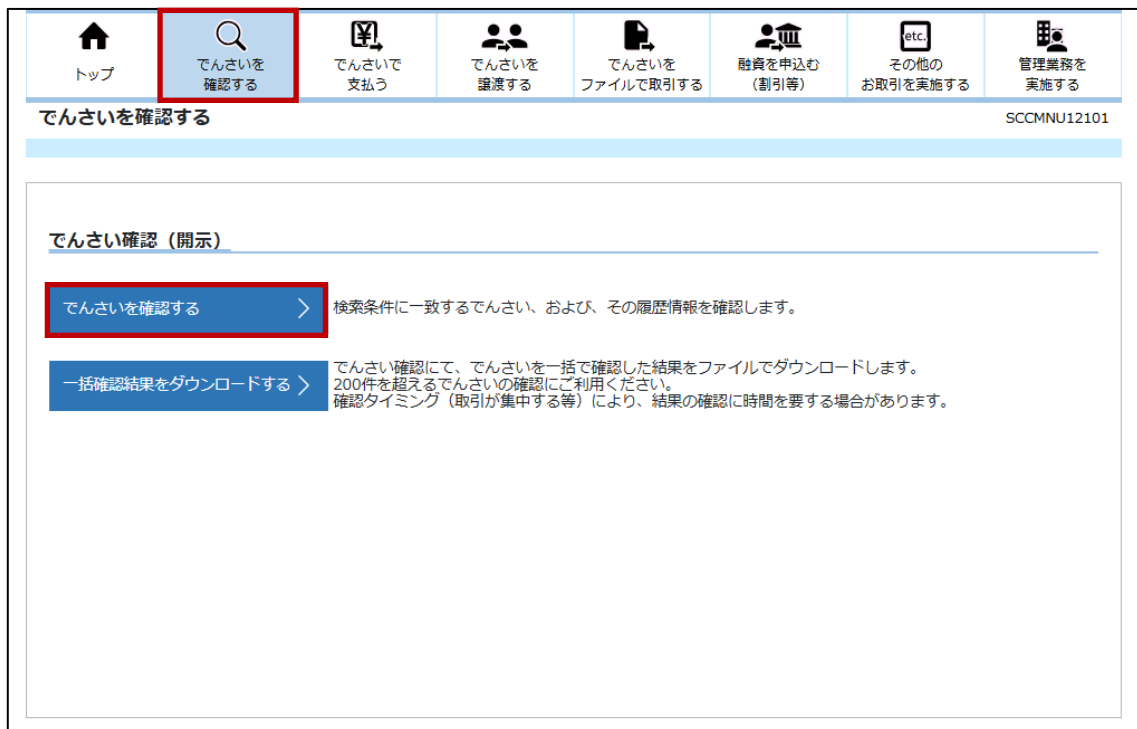 トップ
でんさいを
確認する
でんさいで
支払う
でんさいを
譲渡する
でんさいを
ファイルで取引する
融資を申込む
(割引等)
etc.
その他の
お取引を実施する
管理業務を
実施する
でんさいを確認する
SCCMNU12101
でんさい確認（開示）
でんさいを確認する
検索条件に一致するでんさい、および、その履歴情報を確認します。
一括確認結果をダウンロードする
でんさい確認にて、でんさいを一括で確認した結果をファイルでダウンロードします。
200件を超えるでんさいの確認にご利用ください。
確認タイミング（取引が集中する等）により、結果の確認に時間を要する場合があります。